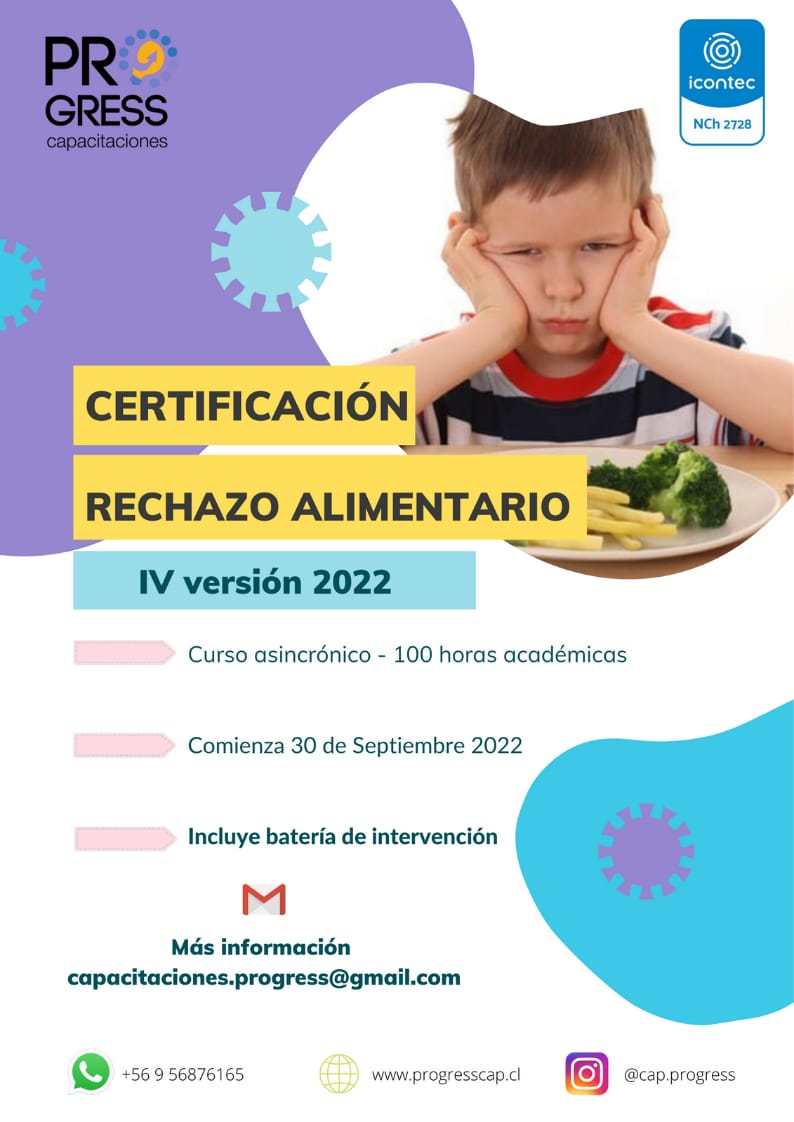 PROGRESS
capacitaciones
icontec
NCh 2728
CERTIFICACIÓN
RECHAZO ALIMENTARIO
IV versión 2022
Curso asincrónico - 100 horas académicas
Comienza 30 de Septiembre 2022
Incluye batería de intervención
Más información
capacitaciones.progress@gmail.com
+56 9 56876165
www.progresscap.cl
@cap.progress